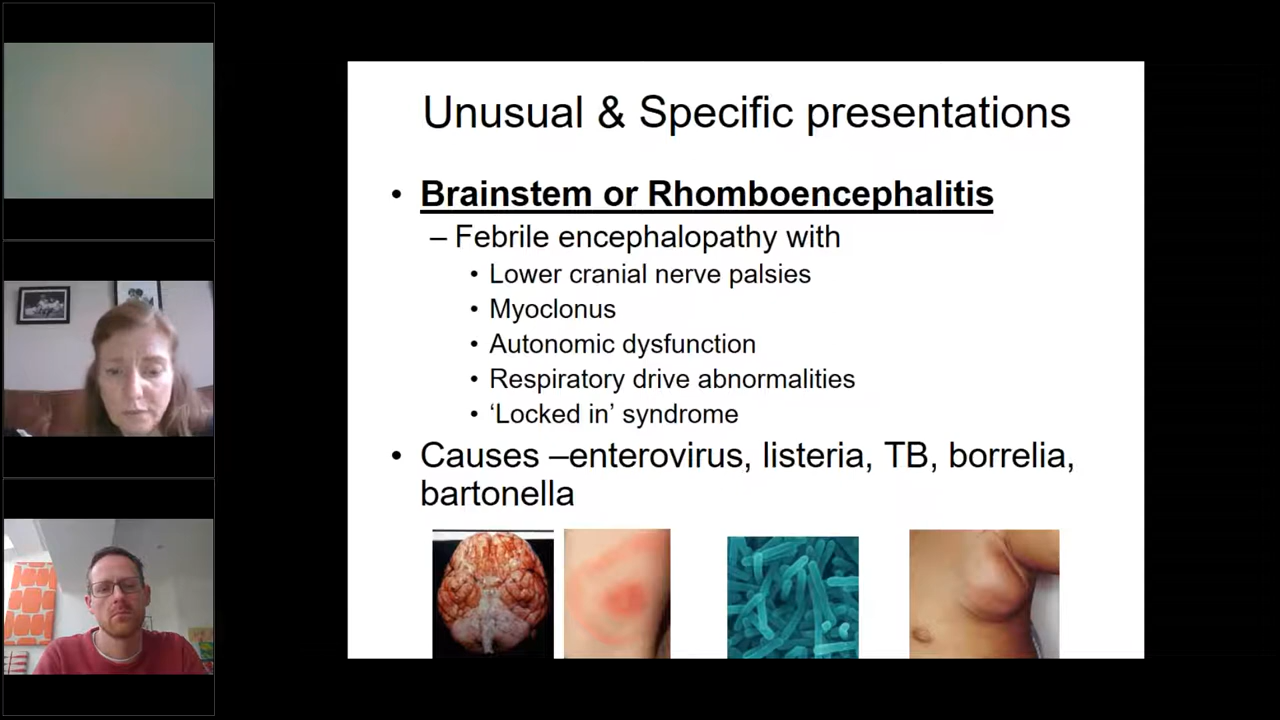 Unusual & Specific presentations
• Brainstem or Rhomboencephalitis
– Febrile encephalopathy with
• Lower cranial nerve palsies
• Myoclonus
• Autonomic dysfunction
• Respiratory drive abnormalities
• ‘Locked in’ syndrome
• Causes –enterovirus, listeria, TB, borrelia,
bartonella